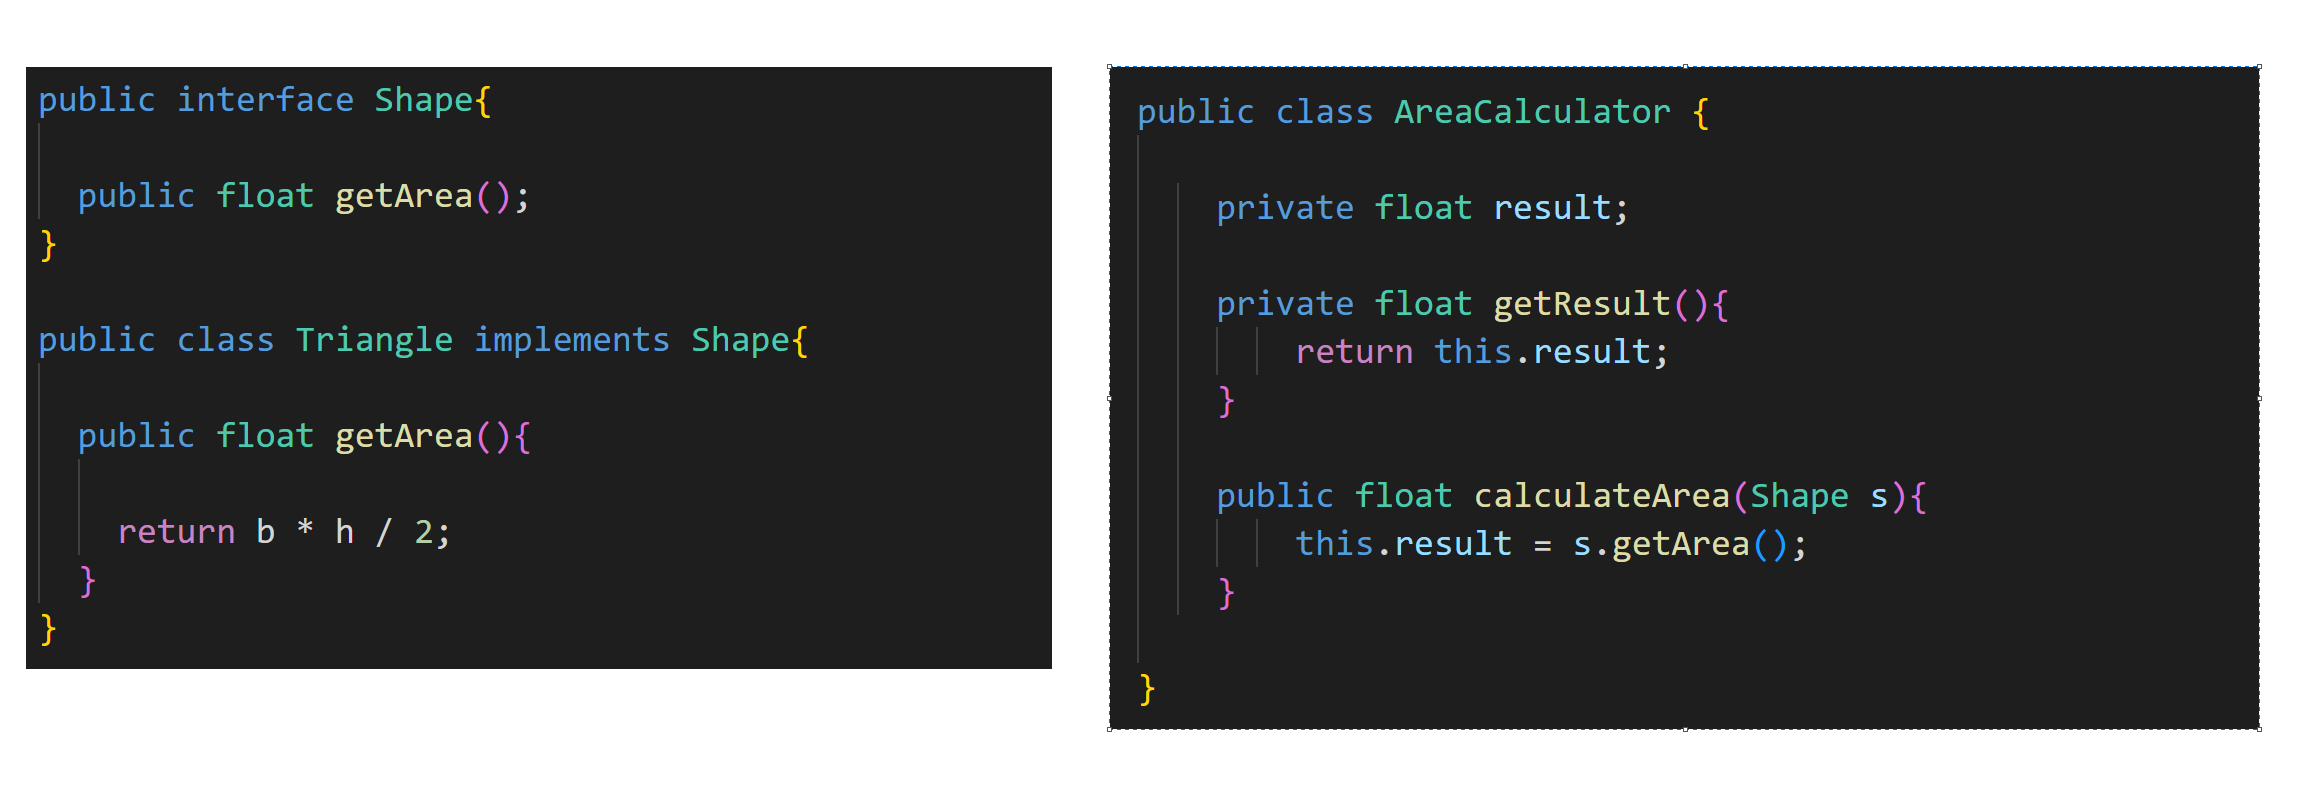 public interface Shape{
public float getArea();
}
public class Triangle implements Shape{
public float getArea(){
return b * h / 2;
}
}
public class AreaCalculator {
private float result;
private float getResult(){
return this.result;
}
public float calculateArea(Shape s){
this.result = s.getArea();
}
}